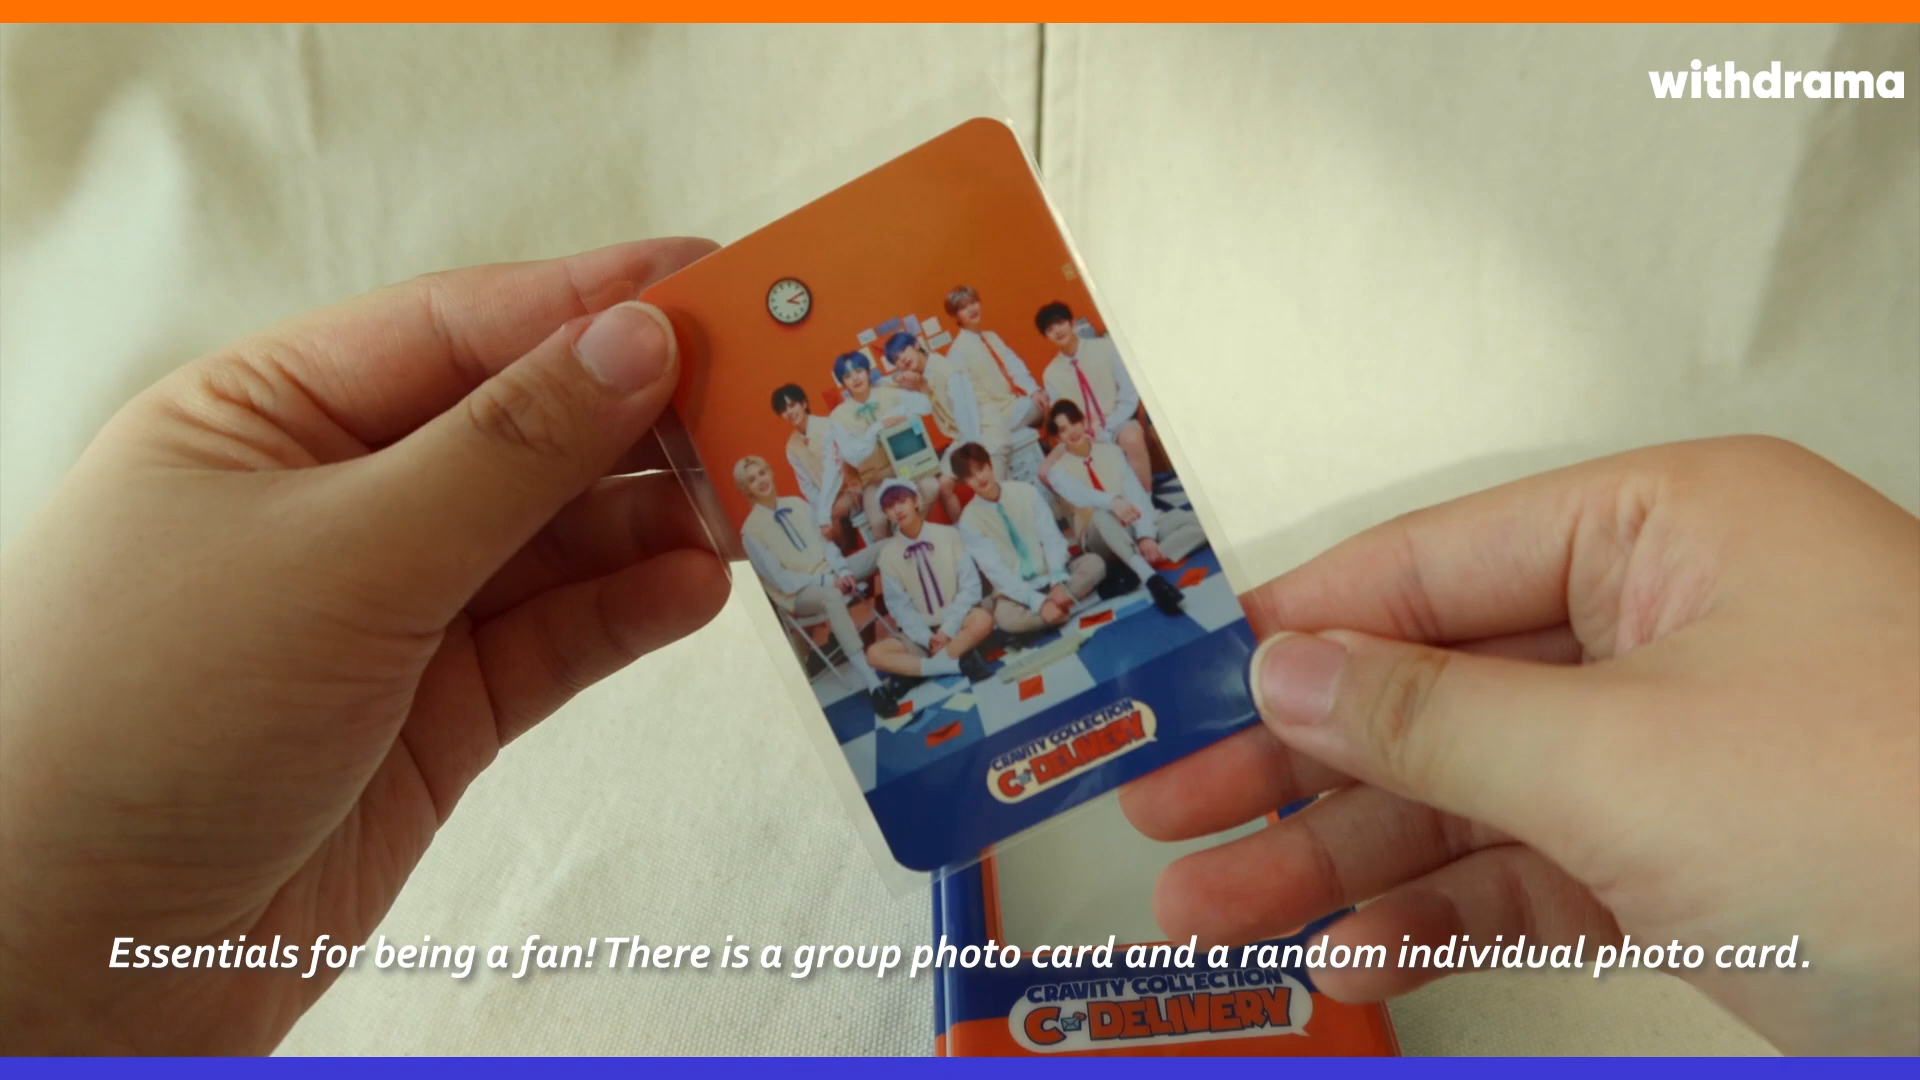 withdrama
CRAVITY COLLECTION
C DELIVERY
Essentials for being a fan! There is a group photo card and a random individual photo card.
CRAVITY COLLECTION
C DELIVERY